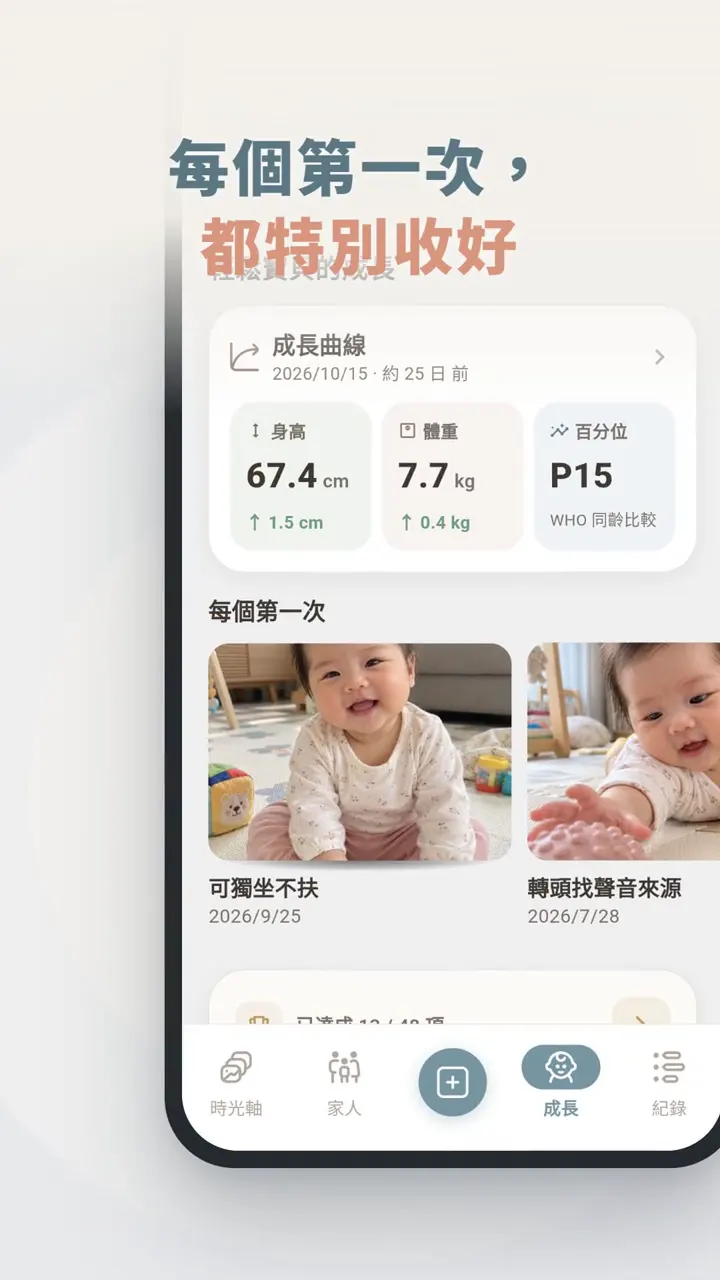 每個第一次，
都特別收好
成長曲線
2026/10/15 · 約 25 日 前
身高
體重
百分位
67.4 cm
7.7 kg
P15
↑ 1.5 cm
↑ 0.4 kg
WHO 同齡比較
每個第一次
可獨坐不扶
轉頭找聲音來源
2026/9/25
2026/7/28
時光軸
家人
成長
紀錄